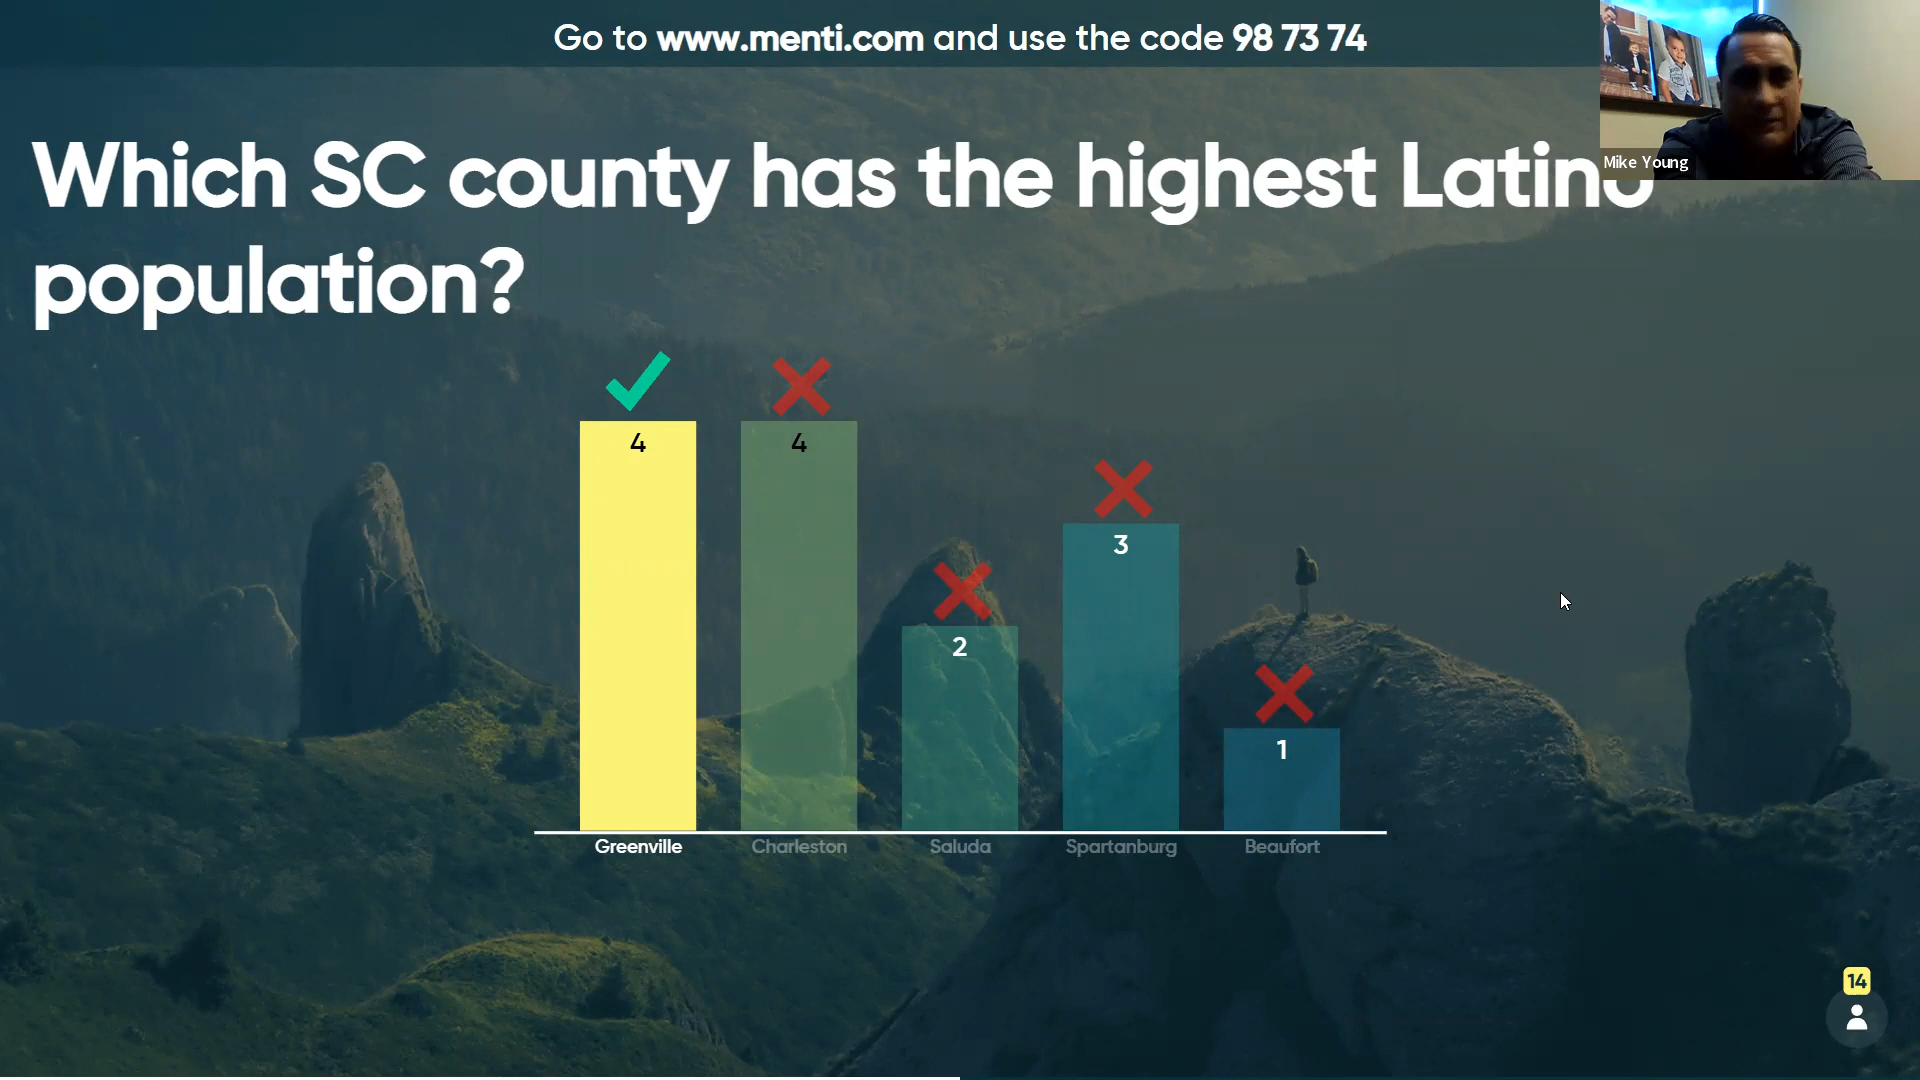 Go to www.menti.com and use the code 98 73 74
Mike Young
Which SC county has the highest Latino
population?
4
4
2
3
1
Greenville
Charleston
Saluda
Spartanburg
Beaufort
14